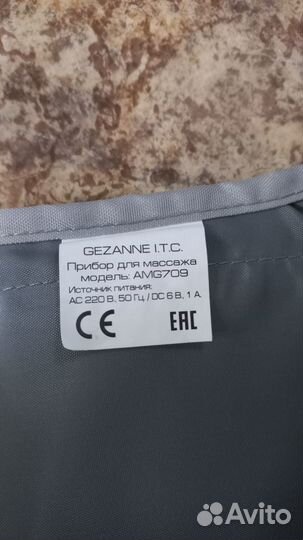 GEZANNE I.T.C.
Прибор для массажа
модель: AMG709
Источник питания:
AC 220 В, 50 Гц / DC 6 В, 1 А
CE EAC
Avito